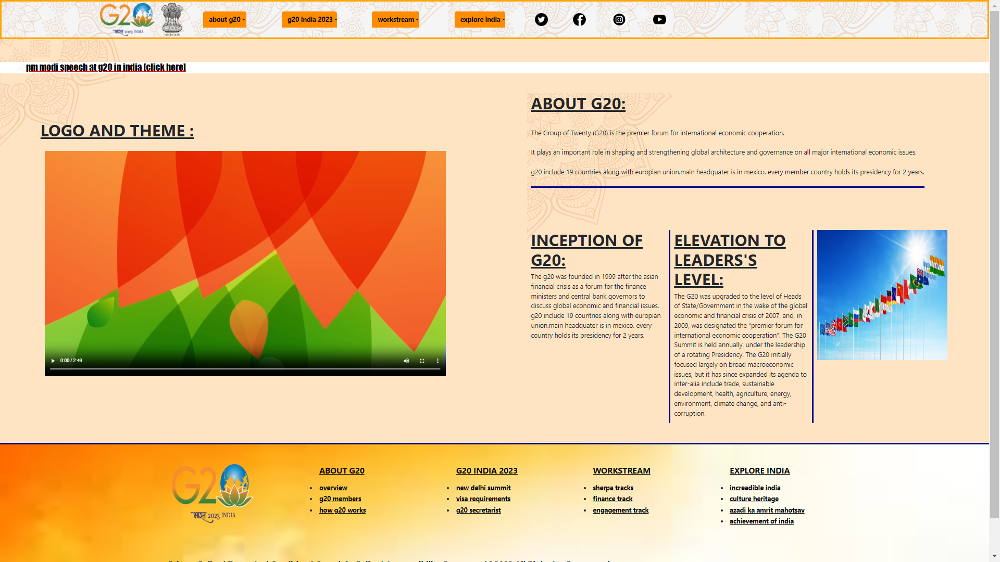 G20
भारत 2023 INDIA
सत्यमेव जयते
about g20
g20 india 2023
workstream
explore india
pm modi speech at g20 in india [click here]
LOGO AND THEME :
0:00 / 2:49
ABOUT G20:
The Group of Twenty (G20) is the premier forum for international economic cooperation.
It plays an important role in shaping and strengthening global architecture and governance on all major international economic issues.
g20 include 19 countries along with europian union.main headquater is in mexico. every member country holds its presidency for 2 years.
INCEPTION OF
G20:
The g20 was founded in 1999 after the asian
financial crisis as a forum for the finance
ministers and central bank governors to
discuss global economic and financial issues.
g20 include 19 countries along with europian
union.main headquater is in mexico. every
country holds its presidency for 2 years.
ELEVATION TO
LEADERS'S
LEVEL:
The G20 was upgraded to the level of Heads
of State/Government in the wake of the global
economic and financial crisis of 2007, and, in
2009, was designated the “premier forum for
international economic cooperation”. The G20
Summit is held annually, under the leadership
of a rotating Presidency. The G20 initially
focused largely on broad macroeconomic
issues, but it has since expanded its agenda to
inter-alia include trade, sustainable
development, health, agriculture, energy,
environment, climate change, and anti-
corruption.
G20
भारत 2023 INDIA
ABOUT G20
overview
g20 members
how g20 works
G20 INDIA 2023
new delhi summit
visa requirements
g20 secretarist
WORKSTREAM
sherpa tracks
finance track
engagement track
EXPLORE INDIA
increadible india
culture heritage
azadi ka amrit mahotsav
achievement of india